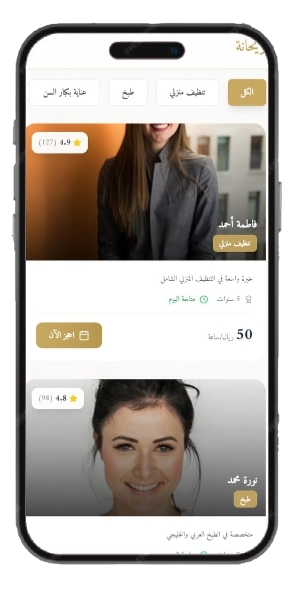 ريحانة
الكل
تنظيف منزلي
طبخ
عناية بكبار السن
4.9 (127)
فاطمة أحمد
تنظيف منزلي
خبرة واسعة في التنظيف المنزلي الشامل
5 سنوات متاحة اليوم
50 ريال/ساعة
احجز الآن
4.8 (98)
نورة محمد
طبخ
متخصصة في الطبخ العربي والخليجي